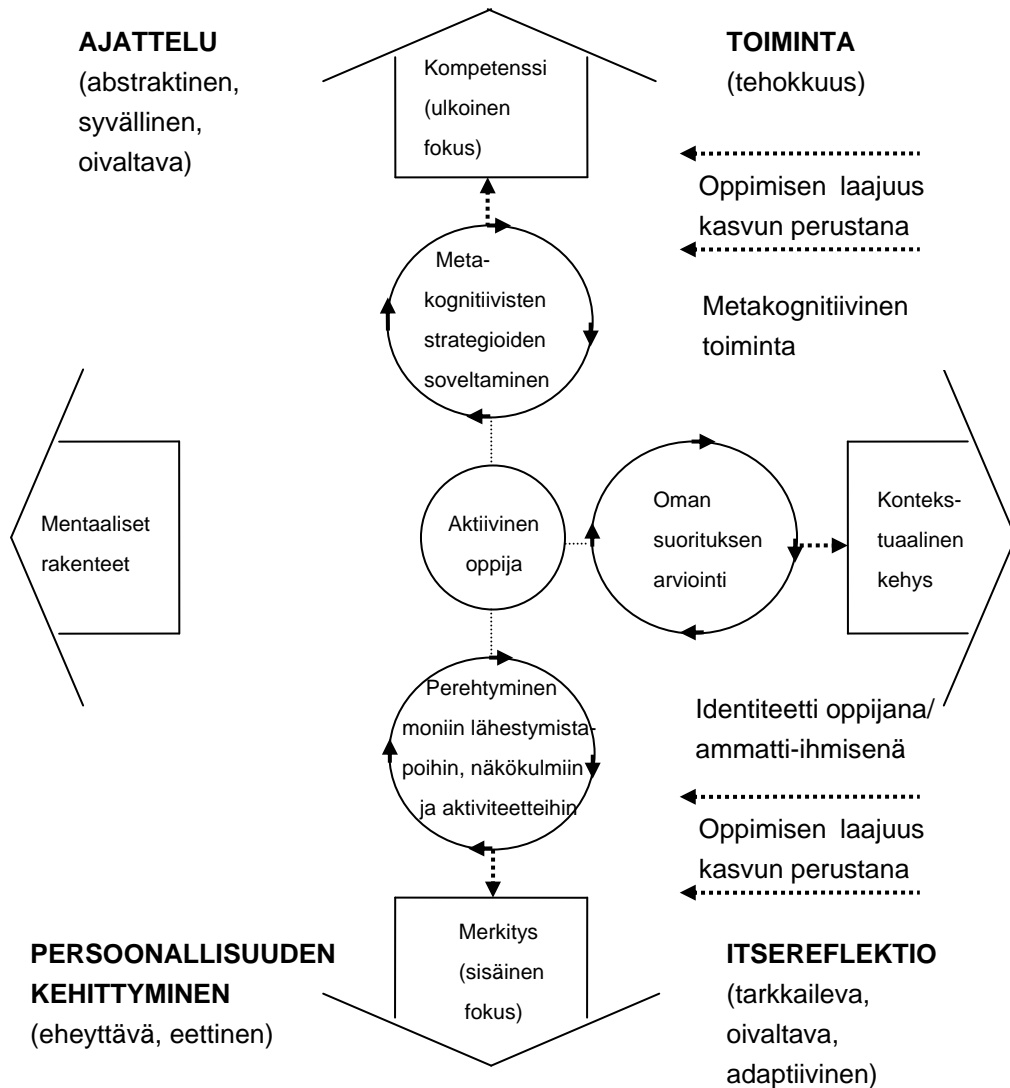 AJATTELU
(abstraktinen,
syvällinen,
oivaltava)
Kompetenssi
(ulkoinen
fokus)
TOIMINTA
(tehokkuus)
Oppimisen laajuus
kasvun perustana
Meta-
kognitiivisten
strategioiden
soveltaminen
Metakognitiivinen
toiminta
Mentaaliset
rakenteet
Aktiivinen
oppija
Oman
suorituksen
arviointi
Konteks-
tuaalinen
kehys
Perehtyminen
moniin lähestymista-
poihin, näkökulmiin
ja aktiviteetteihin
Identiteetti oppijana/
ammatti-ihmisenä
Oppimisen laajuus
kasvun perustana
PERSOONALLISUUDEN
KEHITTYMINEN
(eheyttävä, eettinen)
Merkitys
(sisäinen
fokus)
ITSEREFLEKTIO
(tarkkaileva,
oivaltava,
adaptiivinen)